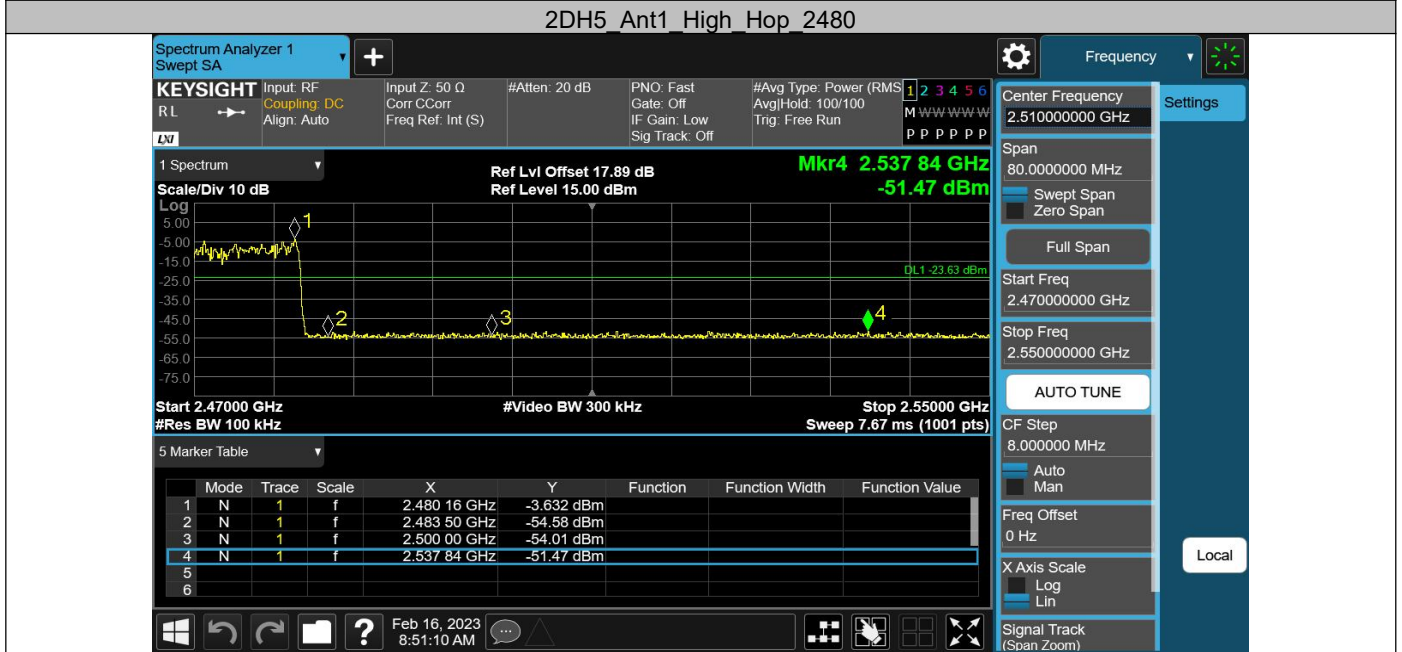 2DH5_Ant1_High_Hop_2480
Spectrum Analyzer 1
Swept SA
+
Frequency
KEYSIGHT
RL
LXI
Input: RF
Coupling: DC
Align: Auto
Input Z: 50 Ω
Corr CCorr
Freq Ref: Int (S)
#Atten: 20 dB
PNO: Fast
Gate: Off
IF Gain: Low
Sig Track: Off
#Avg Type: Power (RMS
Avg|Hold: 100/100
Trig: Free Run
1 2 3 4 5 6
M W W W W W
P P P P P P
Center Frequency
2.510000000 GHz
Settings
Span
80.0000000 MHz
Swept Span
Zero Span
Full Span
Start Freq
2.470000000 GHz
Stop Freq
2.550000000 GHz
AUTO TUNE
CF Step
8.000000 MHz
Auto
Man
Freq Offset
0 Hz
X Axis Scale
Log
Lin
Signal Track
(Span Zoom)
Local
1 Spectrum
Scale/Div 10 dB
Ref Lvl Offset 17.89 dB
Ref Level 15.00 dBm
Mkr4 2.537 84 GHz
-51.47 dBm
Log
5.00
-5.00
-15.0
-25.0
-35.0
-45.0
-55.0
-65.0
-75.0
1
2
3
4
DL1 -23.63 dBm
Start 2.47000 GHz
#Video BW 300 kHz
Stop 2.55000 GHz
#Res BW 100 kHz
Sweep 7.67 ms (1001 pts)
5 Marker Table
Mode Trace Scale X Y Function Function Width Function Value
1 N 1 f 2.480 16 GHz -3.632 dBm
2 N 1 f 2.483 50 GHz -54.58 dBm
3 N 1 f 2.500 00 GHz -54.01 dBm
4 N 1 f 2.537 84 GHz -51.47 dBm
5
6
?
Feb 16, 2023
8:51:10 AM